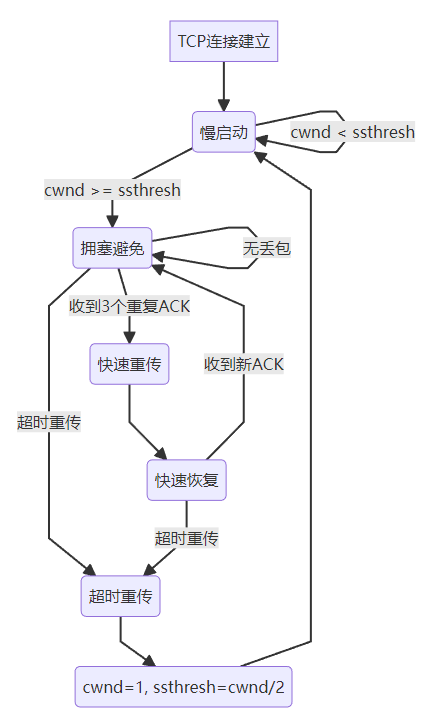 TCP连接建立
慢启动
cwnd < ssthresh
cwnd >= ssthresh
拥塞避免
无丢包
收到3个重复ACK
快速重传
收到新ACK
超时重传
快速恢复
超时重传
超时重传
cwnd=1, ssthresh=cwnd/2